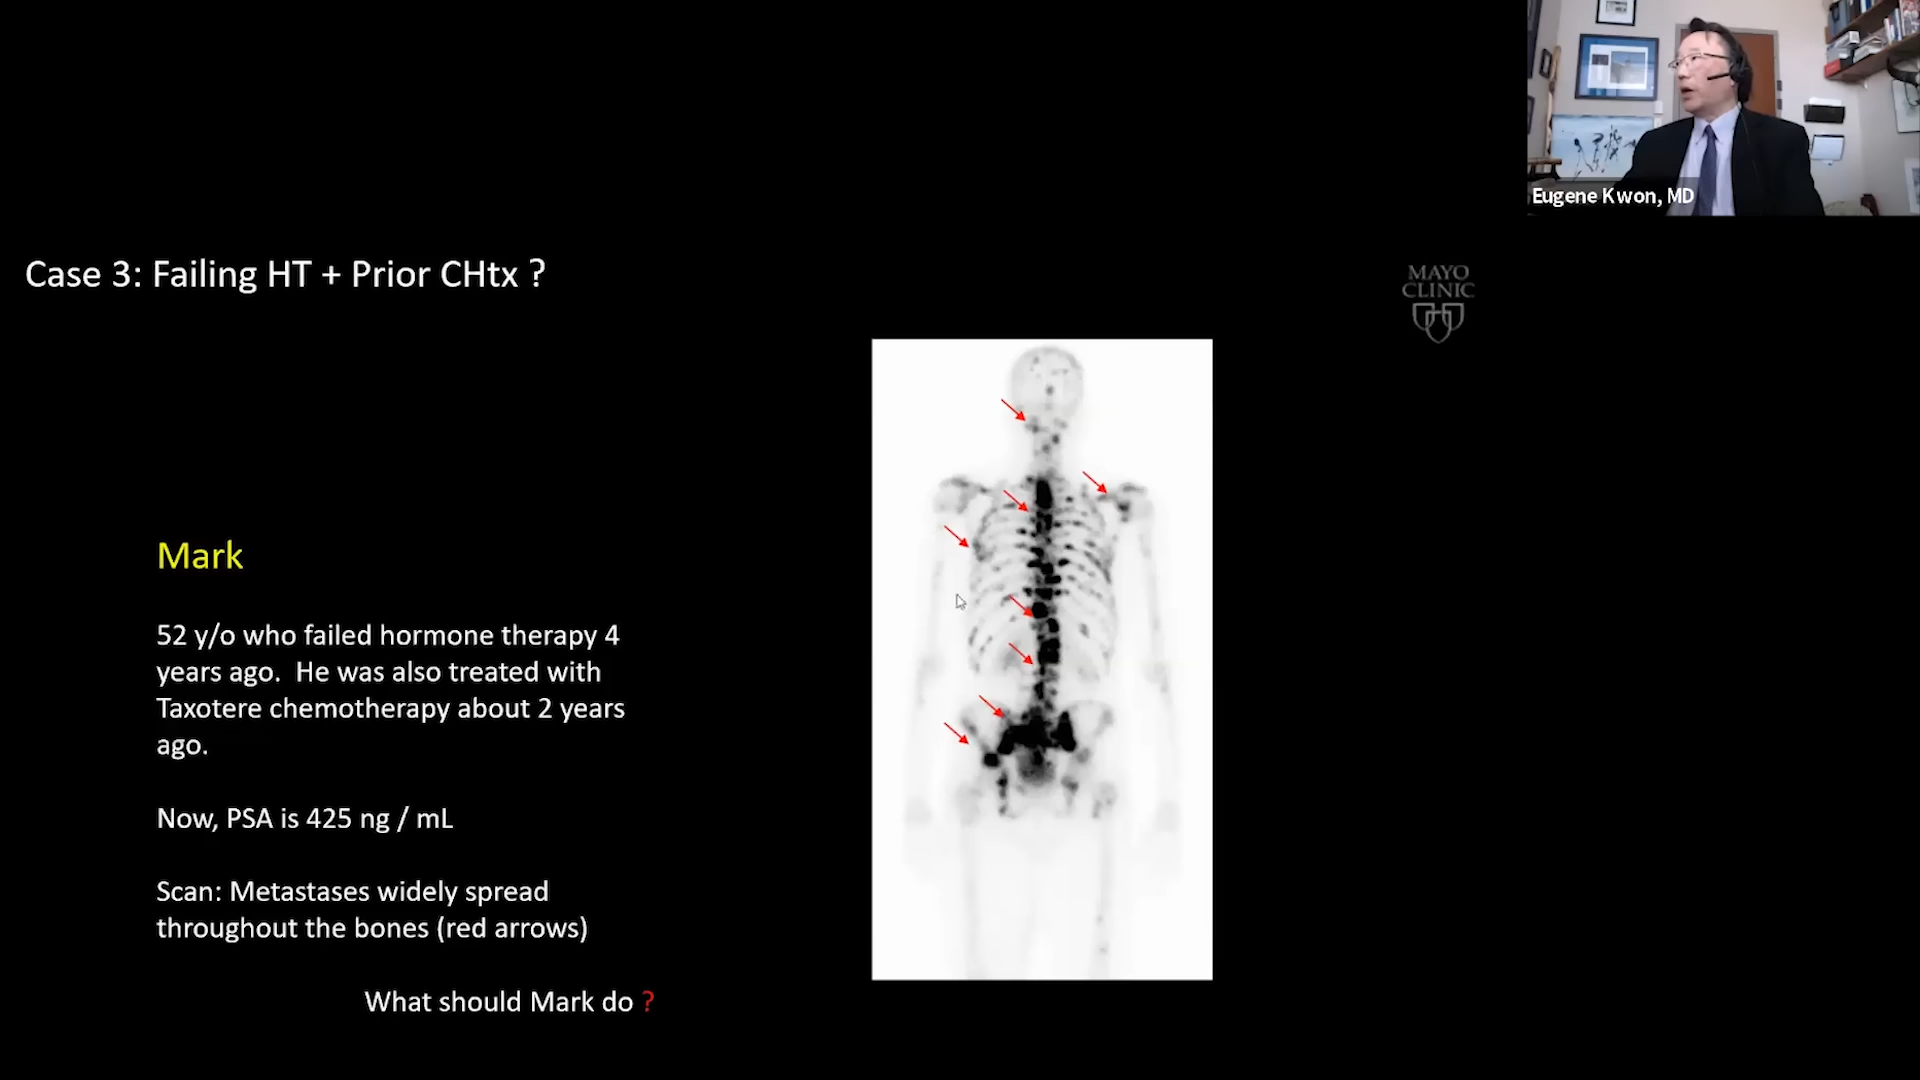 Eugene Kwon, MD
Case 3: Failing HT + Prior CHtx ?
MAYO
CLINIC
Mark
52 y/o who failed hormone therapy 4
years ago.  He was also treated with
Taxotere chemotherapy about 2 years
ago.
Now, PSA is 425 ng / mL
Scan: Metastases widely spread
throughout the bones (red arrows)
What should Mark do ?